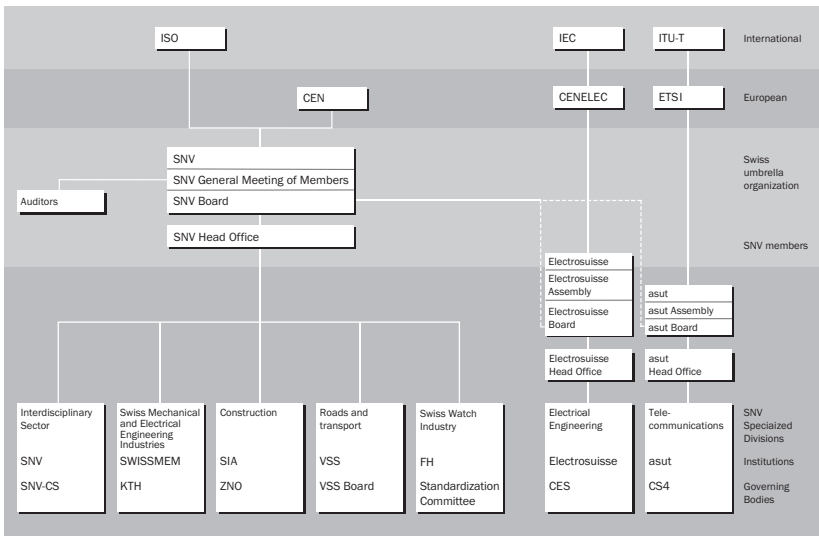 ISO
IEC
ITU-T
International
CEN
CENELEC
ETSI
European
SNV
SNV General Meeting of Members
SNV Board
Auditors
Swiss
umbrella
organization
SNV Head Office
SNV members
Electrosuisse
Electrosuisse
Assembly
Electrosuisse
Board
asut
asut Assembly
asut Board
Electrosuisse
Head Office
asut
Head Office
Interdisciplinary
Sector
SNV
SNV-CS
Swiss Mechanical
and Electrical
Engineering
Industries
SWISSMEM
KTH
Construction
SIA
ZNO
Roads and
transport
VSS
VSS Board
Swiss Watch
Industry
FH
Standardization
Committee
Electrical
Engineering
Electrosuisse
CES
Tele-
communications
asut
CS4
SNV
Specialized
Divisions
Institutions
Governing
Bodies